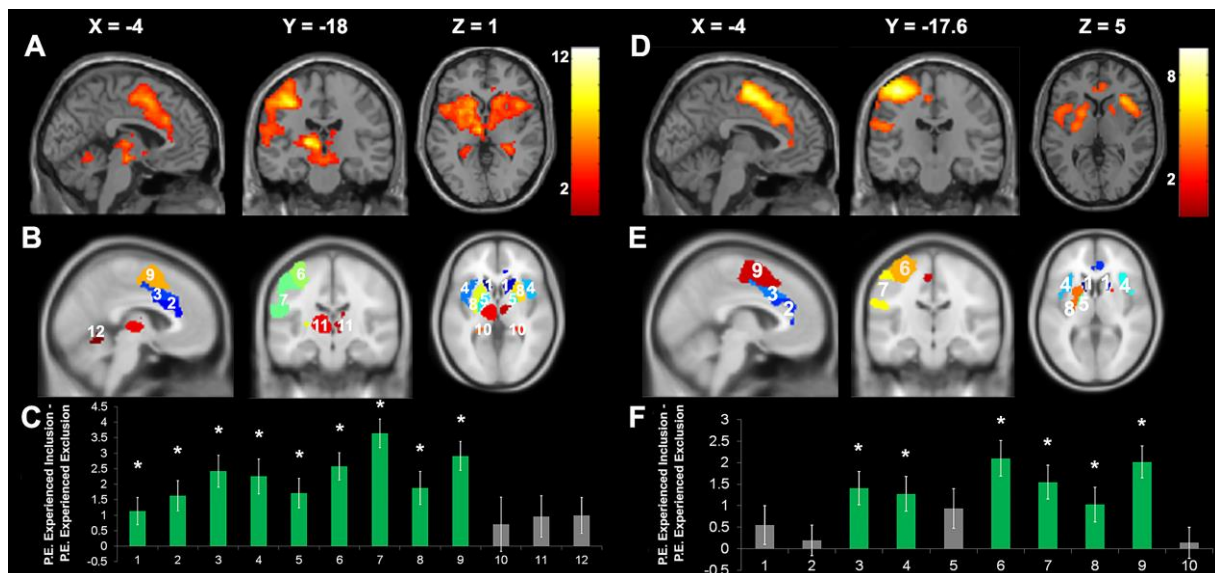 X = -4 Y = -18 Z = 1 X = -4 Y = -17.6 Z = 5
A D
12 8
2 2
B E
9 3 2 12
6 7 11 11
4 1 1 8 4 8 5 5 10 10
9 3 2
6 7
4 1 1 4 5 8
C
P.E. Experienced Inclusion -
P.E. Experienced Exclusion
4.5
4
3.5
3
2.5
2
1.5
1
0.5
0
-0.5
* * * * * * * * *
1 2 3 4 5 6 7 8 9 10 11 12
F
P.E. Experienced Inclusion -
P.E. Experienced Exclusion
3
2.5
2
1.5
1
0.5
0
-0.5
* * * * * *
1 2 3 4 5 6 7 8 9 10